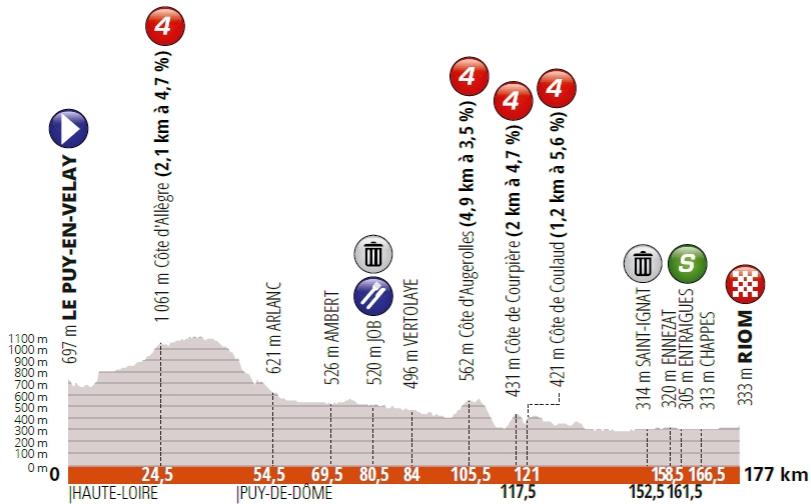 4
4
4
4
697 m LE PUY-EN-VELAY
1 061 m Côte d'Allègre (2,1 km à 4,7 %)
621 m ARLANC
526 m AMBERT
520 m JOB
496 m VERTOLAYE
562 m Côte d'Augerolles (4,9 km à 3,5 %)
431 m Côte de Courpière (2 km à 4,7 %)
421 m Côte de Coulaud (1,2 km à 5,6 %)
314 m SAINT-IGNAT
320 m ENNEZAT
S
305 m ENTRAIGUES
313 m CHAPPES
333 m RIOM
1100 m
1000 m
900 m
800 m
700 m
600 m
500 m
400 m
300 m
200 m
100 m
0 m
0 24,5 54,5 69,5 80,5 84 105,5 121 158,5 166,5 177 km
117,5 152,5 161,5
|HAUTE-LOIRE |PUY-DE-DÔME